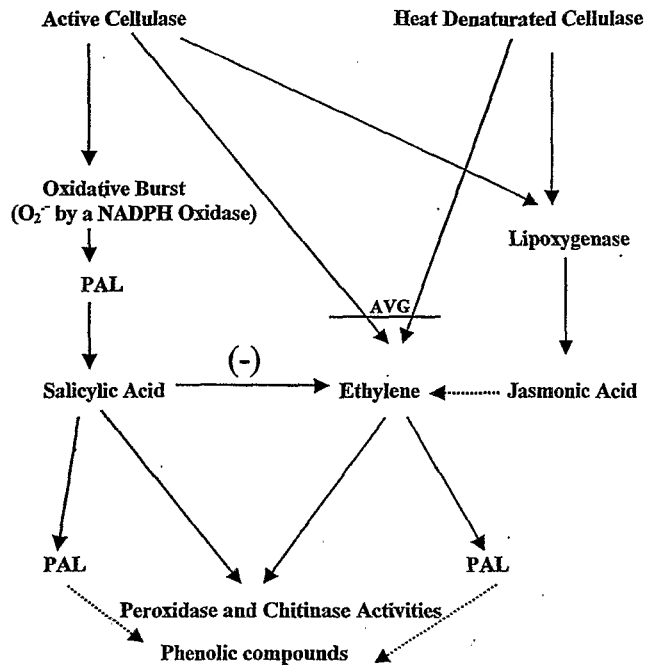 Active Cellulase
Heat Denaturated Cellulase
Oxidative Burst
(O₂·⁻ by a NADPH Oxidase)
Lipoxygenase
PAL
AVG
(-)
Salicylic Acid
Ethylene
Jasmonic Acid
PAL
PAL
Peroxidase and Chitinase Activities
Phenolic compounds